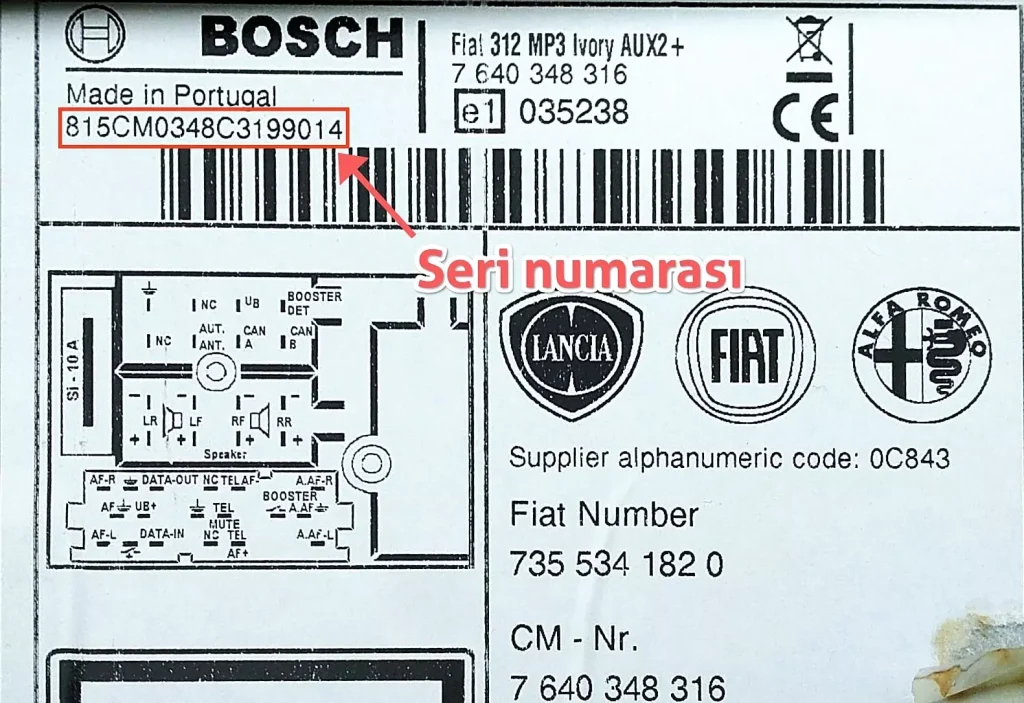 BOSCH
Fiat 312 MP3 Ivory AUX2+
7 640 348 316
Made in Portugal
e1 035238
CE
815CM0348C3199014
Seri numarası
NC UB BOOSTER DET
NC AUT. ANT. CAN A CAN B
Si - 10 A
LR LF RF RR
Speaker
AF-R DATA-OUT NC TEL AF- A.AF-R
BOOSTER
AF UB+ TEL MUTE A.AF
AF-L DATA-IN NC TEL AF+ A.AF-L
LANCIA
FIAT
ALFA ROMEO
Supplier alphanumeric code: 0C843
Fiat Number
735 534 182 0
CM - Nr.
7 640 348 316